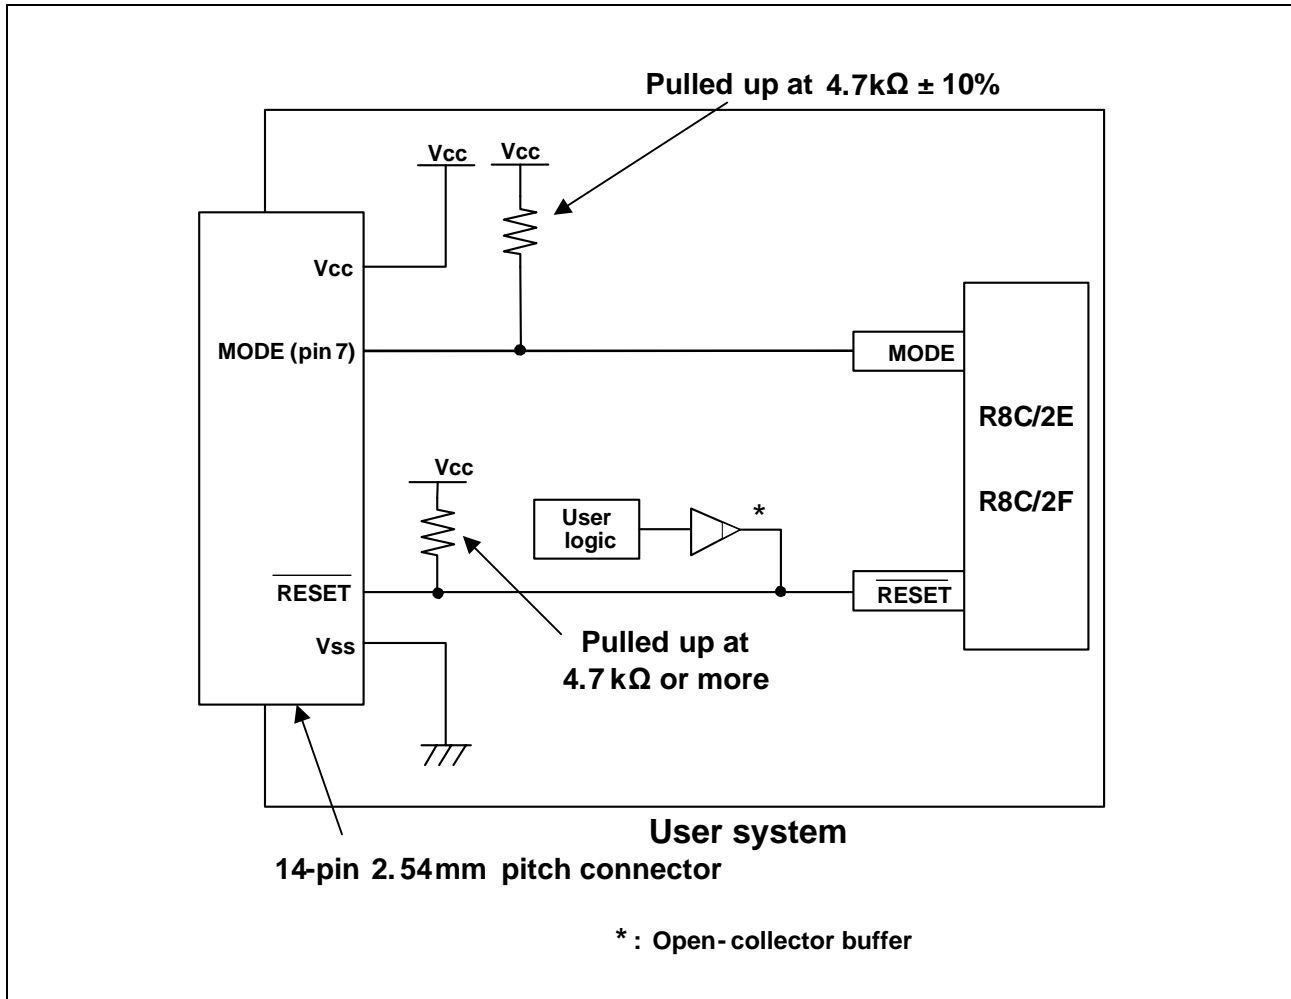 Pulled up at 4.7kΩ ± 10%
Vcc
Vcc
Vcc
MODE (pin 7)
MODE
R8C/2E
R8C/2F
Vcc
User
logic
*
RESET
RESET
Vss
Pulled up at
4.7 kΩ or more
User system
14-pin 2.54mm pitch connector
* : Open-collector buffer